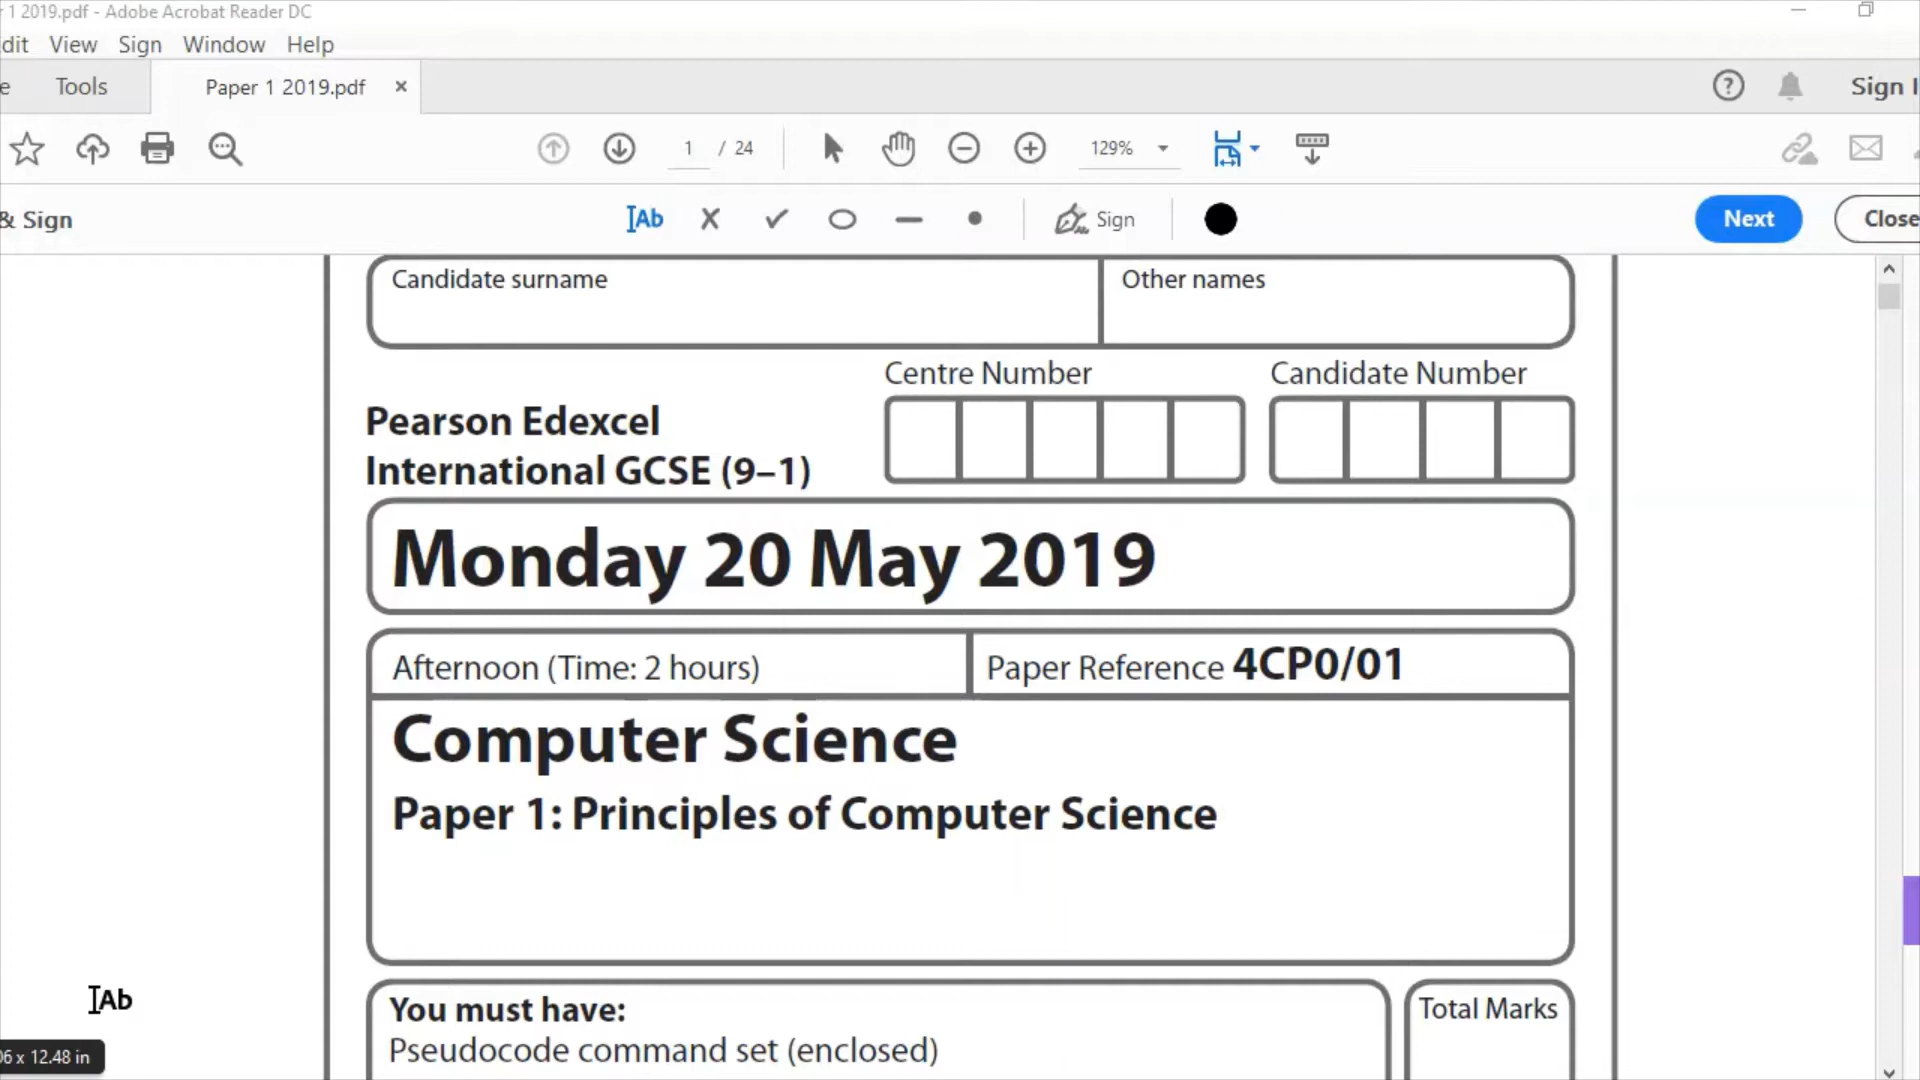 r 1 2019.pdf - Adobe Acrobat Reader DC
dit View Sign Window Help
e Tools Paper 1 2019.pdf × ? Sign I
1 / 24 129%
& Sign Ab Sign Next Close
Candidate surname Other names
Centre Number Candidate Number
Pearson Edexcel
International GCSE (9–1)
Monday 20 May 2019
Afternoon (Time: 2 hours) Paper Reference 4CP0/01
Computer Science
Paper 1: Principles of Computer Science
You must have: Total Marks
Pseudocode command set (enclosed)
Ab
06 x 12.48 in